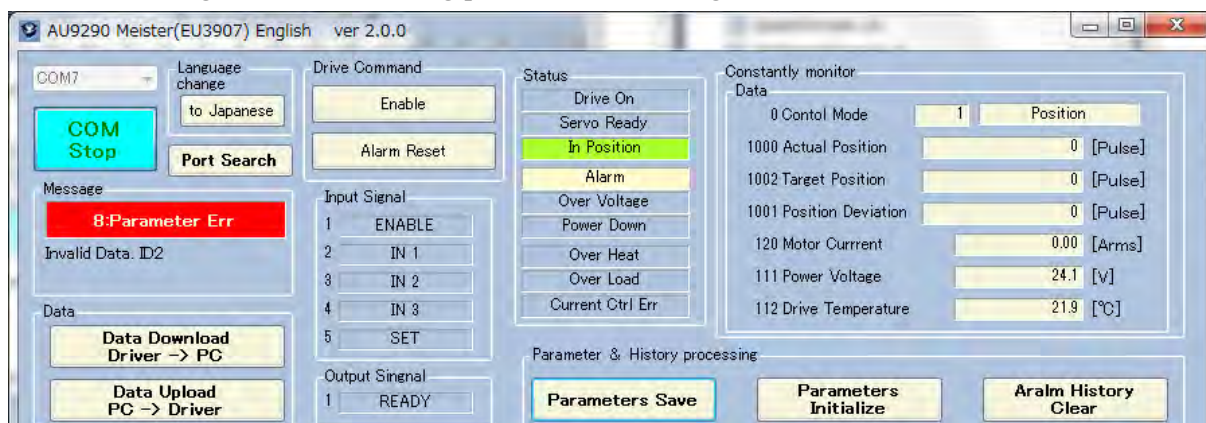 AU9290 Meister(EU3907) English ver 2.0.0
COM7
Language
change
to Japanese
COM
Stop
Port Search
Message
8:Parameter Err
Invalid Data. ID2
Data
Data Download
Driver -> PC
Data Upload
PC -> Driver
Drive Command
Enable
Alarm Reset
Input Signal
1 ENABLE
2 IN 1
3 IN 2
4 IN 3
5 SET
Output Singnal
1 READY
Status
Drive On
Servo Ready
In Position
Alarm
Over Voltage
Power Down
Over Heat
Over Load
Current Ctrl Err
Constantly monitor
Data
0 Contol Mode 1 Position
1000 Actual Position 0 [Pulse]
1002 Target Position 0 [Pulse]
1001 Position Deviation 0 [Pulse]
120 Motor Currrent 0.00 [Arms]
111 Power Voltage 24.1 [V]
112 Drive Temperature 21.9 [℃]
Parameter & History processing
Parameters Save
Parameters
Initialize
Aralm History
Clear